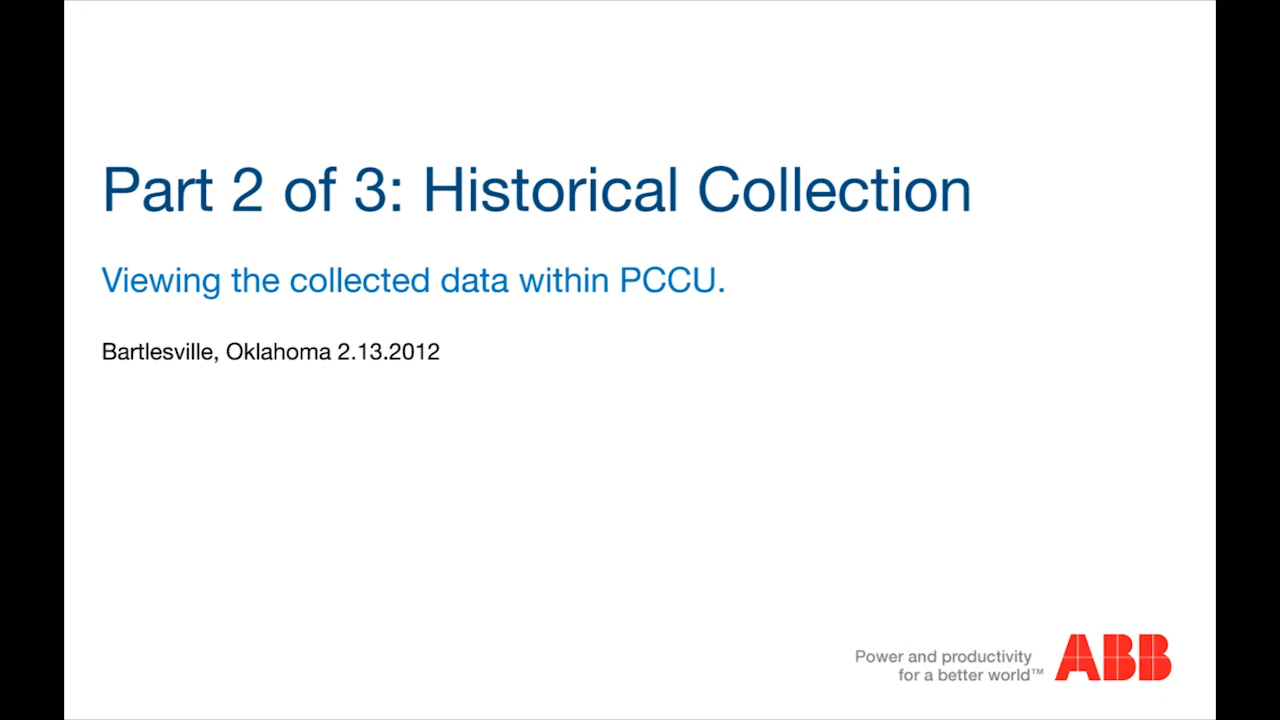 Part 2 of 3: Historical Collection
Viewing the collected data within PCCU.
Bartlesville, Oklahoma 2.13.2012
Power and productivity
for a better world™
ABB